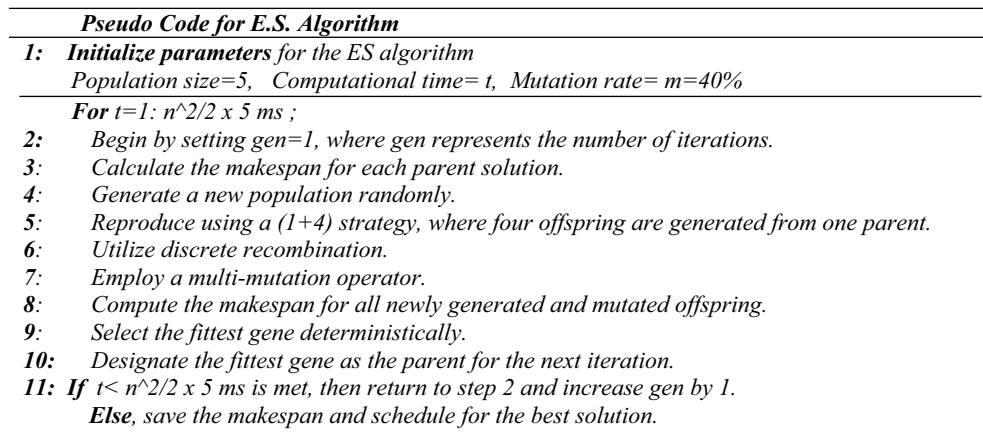 Pseudo Code for E.S. Algorithm
1: Initialize parameters for the ES algorithm
Population size=5, Computational time= t, Mutation rate= m=40%
For t=1: n^2/2 x 5 ms ;
2: Begin by setting gen=1, where gen represents the number of iterations.
3: Calculate the makespan for each parent solution.
4: Generate a new population randomly.
5: Reproduce using a (1+4) strategy, where four offspring are generated from one parent.
6: Utilize discrete recombination.
7: Employ a multi-mutation operator.
8: Compute the makespan for all newly generated and mutated offspring.
9: Select the fittest gene deterministically.
10: Designate the fittest gene as the parent for the next iteration.
11: If t< n^2/2 x 5 ms is met, then return to step 2 and increase gen by 1.
Else, save the makespan and schedule for the best solution.